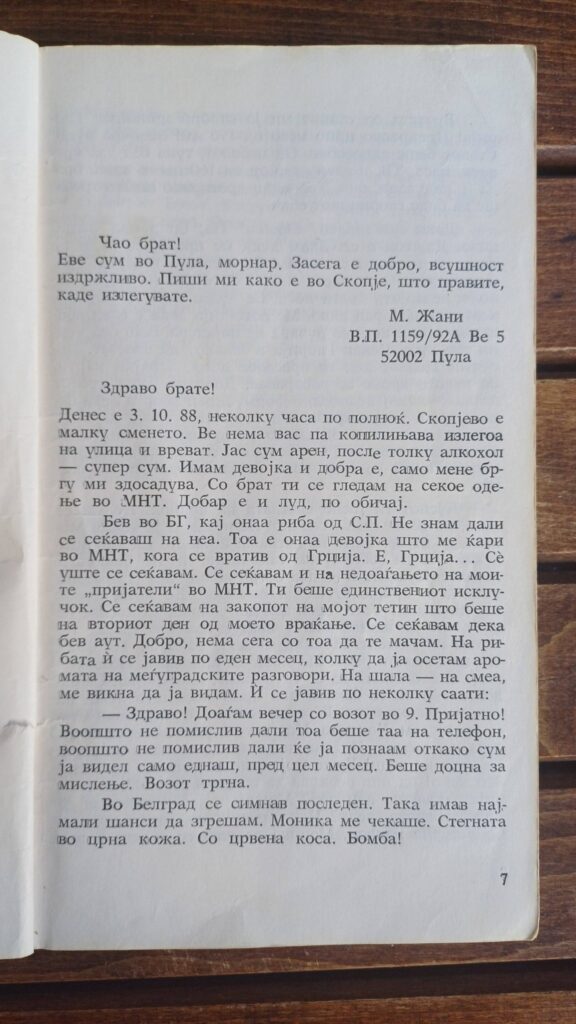 Чао брат!
Еве сум во Пула, морнар. Засега е добро, всушност
издржливо. Пиши ми како е во Скопје, што правите,
каде излегувате.
М. Жани
В.П. 1159/92А Ве 5
52002 Пула
Здраво брате!
Денес е 3. 10. 88, неколку часа по полноќ. Скопјево е
малку сменето. Ве нема вас па копилињава излегоа
на улица и вреват. Јас сум арен, после толку алкохол
— супер сум. Имам девојка и добра е, само мене бр-
гу ми здосадува. Со брат ти се гледам на секое оде-
ње во МНТ. Добар е и луд, по обичај.
Бев во БГ, кај онаа риба од С.П. Не знам дали
се сеќаваш на неа. Тоа е онаа девојка што ме ќари
во МНТ, кога се вратив од Грција. Е, Грција... Сѐ
уште се сеќавам. Се сеќавам и на недоаѓањето на мои-
те „пријатели“ во МНТ. Ти беше единствениот исклу-
чок. Се сеќавам на закопот на мојот тетин што беше
на вториот ден од моето враќање. Се сеќавам дека
бев аут. Добро, нема сега со тоа да те мачам. На ри-
бата ѝ се јавив по еден месец, колку да ја осетам аро-
мата на меѓуградските разговори. На шала — на смеа,
ме викна да ја видам. Ѝ се јавив по неколку саати:
— Здраво! Доаѓам вечер со возот во 9. Пријатно!
Воопшто не помислив дали тоа беше таа на телефон,
воопшто не помислив дали ќе ја познаам откако сум
ја видел само еднаш, пред цел месец. Беше доцна за
мислење. Возот тргна.
Во Белград се симнав последен. Така имав нај-
мали шанси да згрешам. Моника ме чекаше. Стегната
во црна кожа. Со црвена коса. Бомба!
7